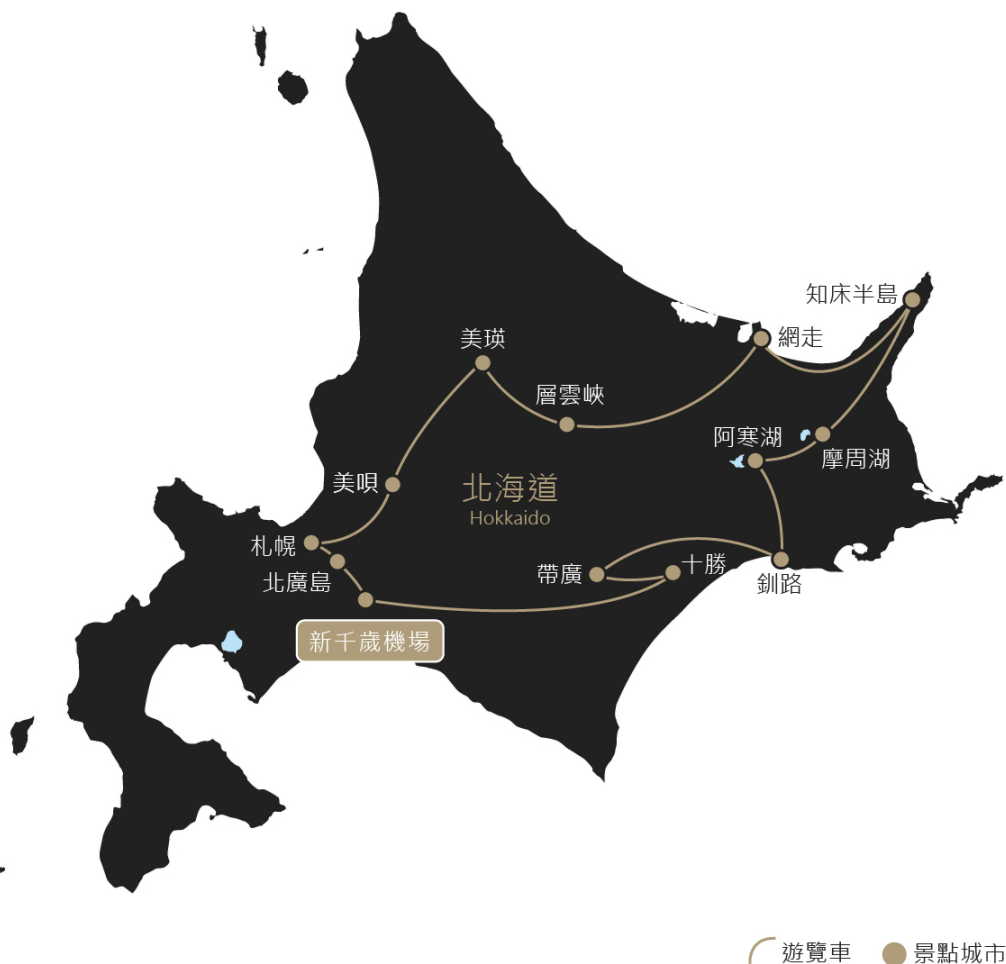 知床半島
網走
美瑛
層雲峽
阿寒湖
摩周湖
美唄
北海道
Hokkaido
札幌
北廣島
帶廣
十勝
釧路
新千歲機場
遊覽車
景點城市